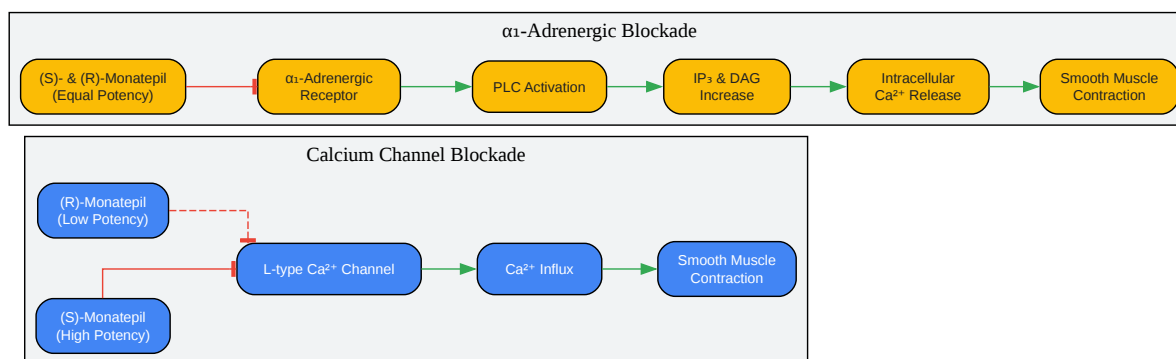 α₁-Adrenergic Blockade
(S)- & (R)-Monatepil
(Equal Potency)
α₁-Adrenergic
Receptor
PLC Activation
IP₃ & DAG
Increase
Intracellular
Ca²⁺ Release
Smooth Muscle
Contraction
Calcium Channel Blockade
(R)-Monatepil
(Low Potency)
L-type Ca²⁺ Channel
Ca²⁺ Influx
Smooth Muscle
Contraction
(S)-Monatepil
(High Potency)